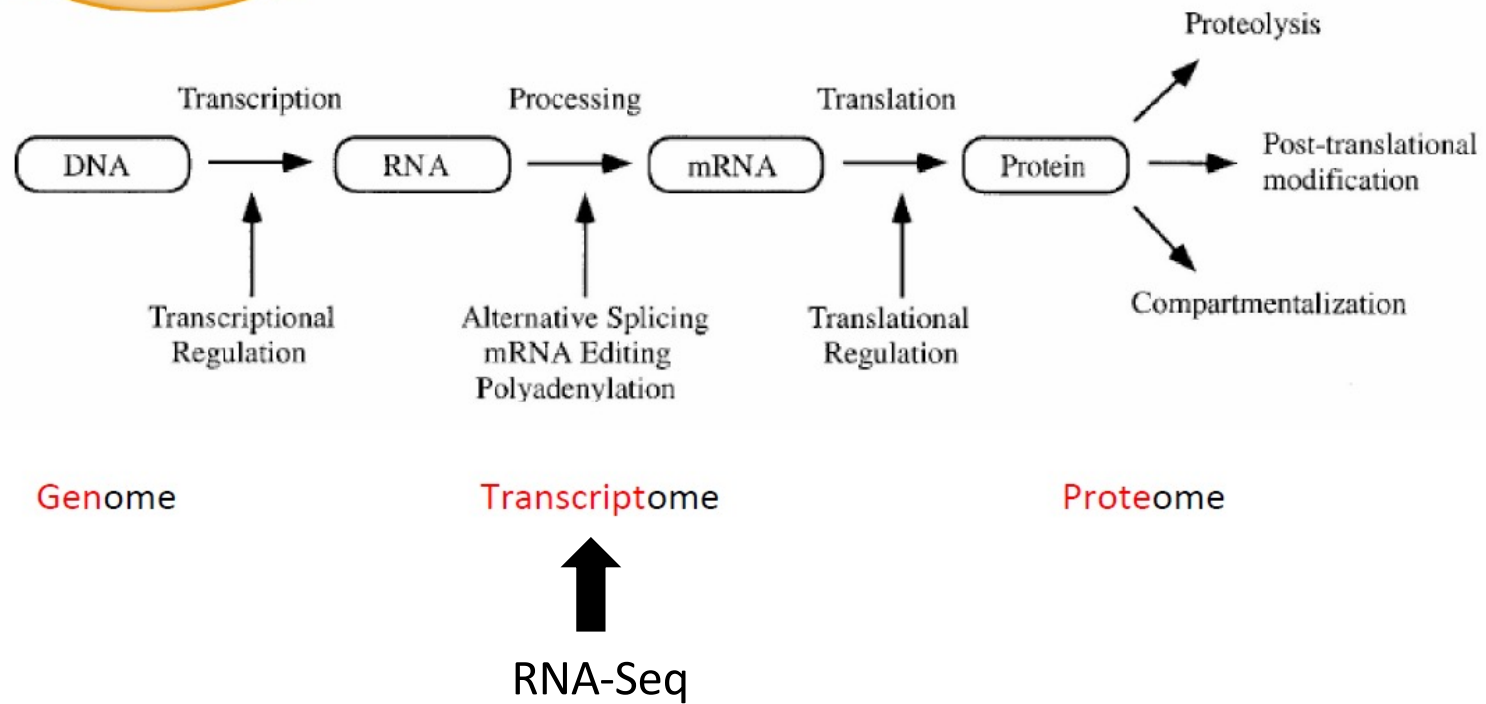 Proteolysis
Transcription
Processing
Translation
DNA
RNA
mRNA
Protein
Post-translational
modification
Compartmentalization
Transcriptional
Regulation
Alternative Splicing
mRNA Editing
Polyadenylation
Translational
Regulation
Genome
Transcriptome
Proteome
RNA-Seq